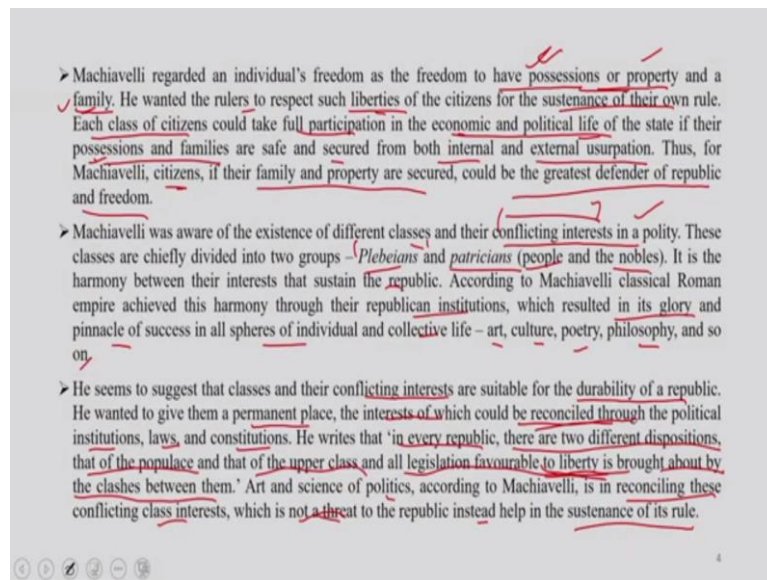 ➤ Machiavelli regarded an individual's freedom as the freedom to have possessions or property and a
family. He wanted the rulers to respect such liberties of the citizens for the sustenance of their own rule.
Each class of citizens could take full participation in the economic and political life of the state if their
possessions and families are safe and secured from both internal and external usurpation. Thus, for
Machiavelli, citizens, if their family and property are secured, could be the greatest defender of republic
and freedom.
➤ Machiavelli was aware of the existence of different classes and their conflicting interests in a polity. These
classes are chiefly divided into two groups – Plebeians and patricians (people and the nobles). It is the
harmony between their interests that sustain the republic. According to Machiavelli classical Roman
empire achieved this harmony through their republican institutions, which resulted in its glory and
pinnacle of success in all spheres of individual and collective life – art, culture, poetry, philosophy, and so
on.
➤ He seems to suggest that classes and their conflicting interests are suitable for the durability of a republic.
He wanted to give them a permanent place, the interests of which could be reconciled through the political
institutions, laws, and constitutions. He writes that 'in every republic, there are two different dispositions,
that of the populace and that of the upper class and all legislation favourable to liberty is brought about by
the clashes between them.' Art and science of politics, according to Machiavelli, is in reconciling these
conflicting class interests, which is not a threat to the republic instead help in the sustenance of its rule.
4